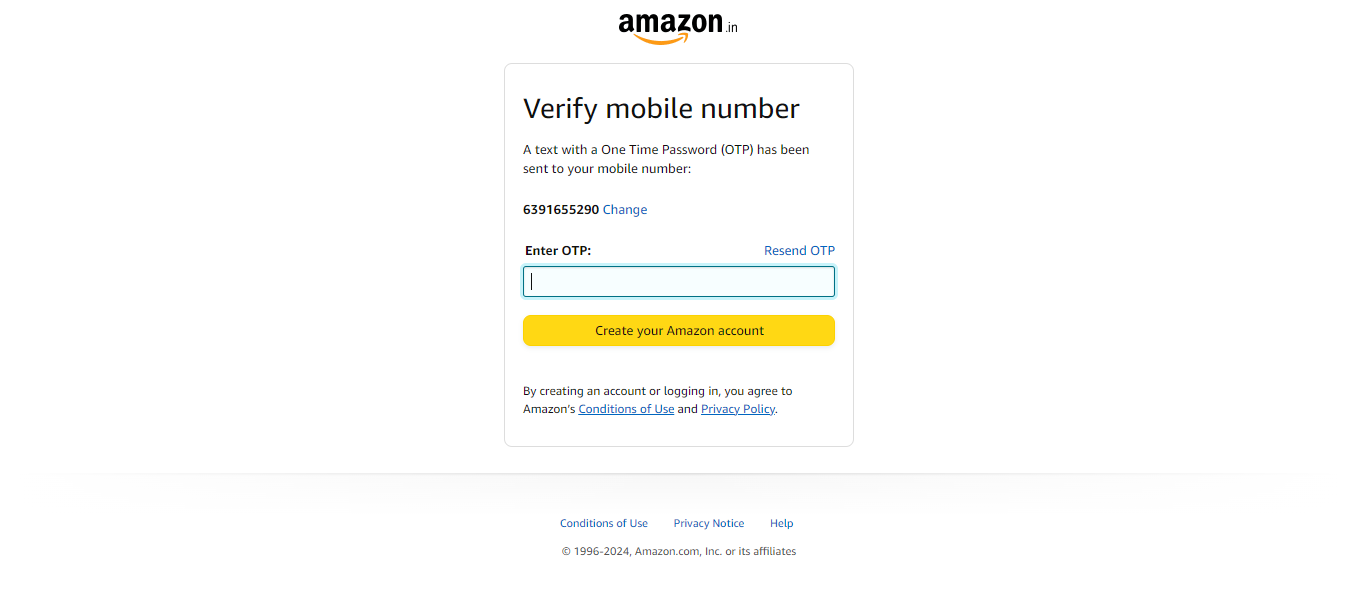 amazon.in
Verify mobile number
A text with a One Time Password (OTP) has been
sent to your mobile number:
6391655290 Change
Enter OTP: Resend OTP
Create your Amazon account
By creating an account or logging in, you agree to
Amazon's Conditions of Use and Privacy Policy.
Conditions of Use Privacy Notice Help
© 1996-2024, Amazon.com, Inc. or its affiliates